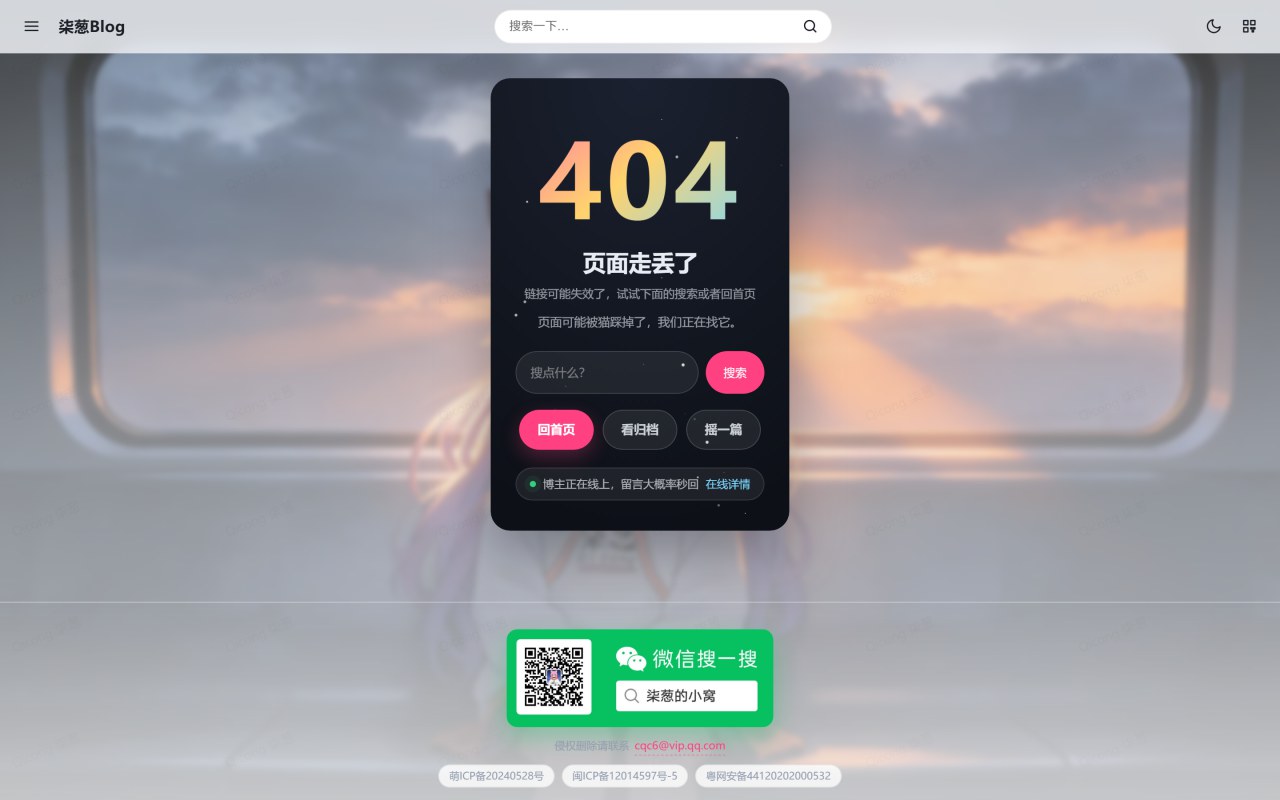 柒葱Blog
搜索一下...
404
页面走丢了
链接可能失效了，试试下面的搜索或者回首页
页面可能被猫踩掉了，我们正在找它。
搜点什么?
搜索
回首页
看归档
摇一篇
博主正在线上，留言大概率秒回 在线详情
微信搜一搜
柒葱的小窝
侵权删除请联系 cqc6@vip.qq.com
萌ICP备20240528号
闽ICP备12014597号-5
粤网安备44120202000532